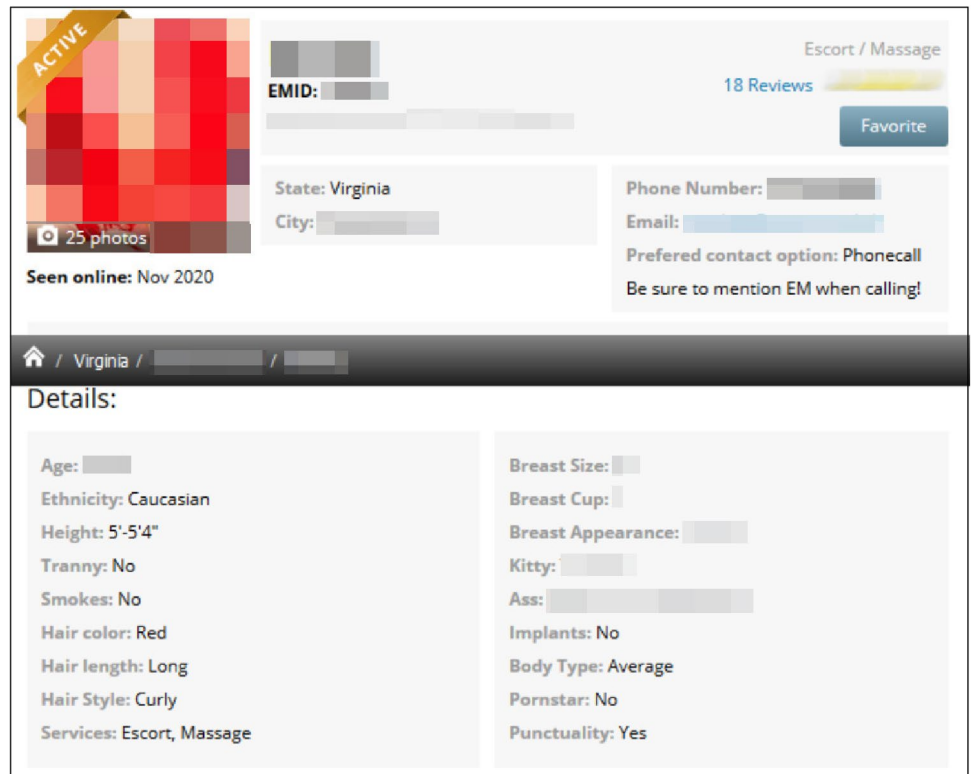 ACTIVE
EMID:
Escort / Massage
18 Reviews
Favorite
25 photos
Seen online: Nov 2020
State: Virginia
City:
Phone Number:
Email:
Prefered contact option: Phonecall
Be sure to mention EM when calling!
/ Virginia / /
Details:
Age:
Ethnicity: Caucasian
Height: 5'-5'4"
Tranny: No
Smokes: No
Hair color: Red
Hair length: Long
Hair Style: Curly
Services: Escort, Massage
Breast Size:
Breast Cup:
Breast Appearance:
Kitty:
Ass:
Implants: No
Body Type: Average
Pornstar: No
Punctuality: Yes